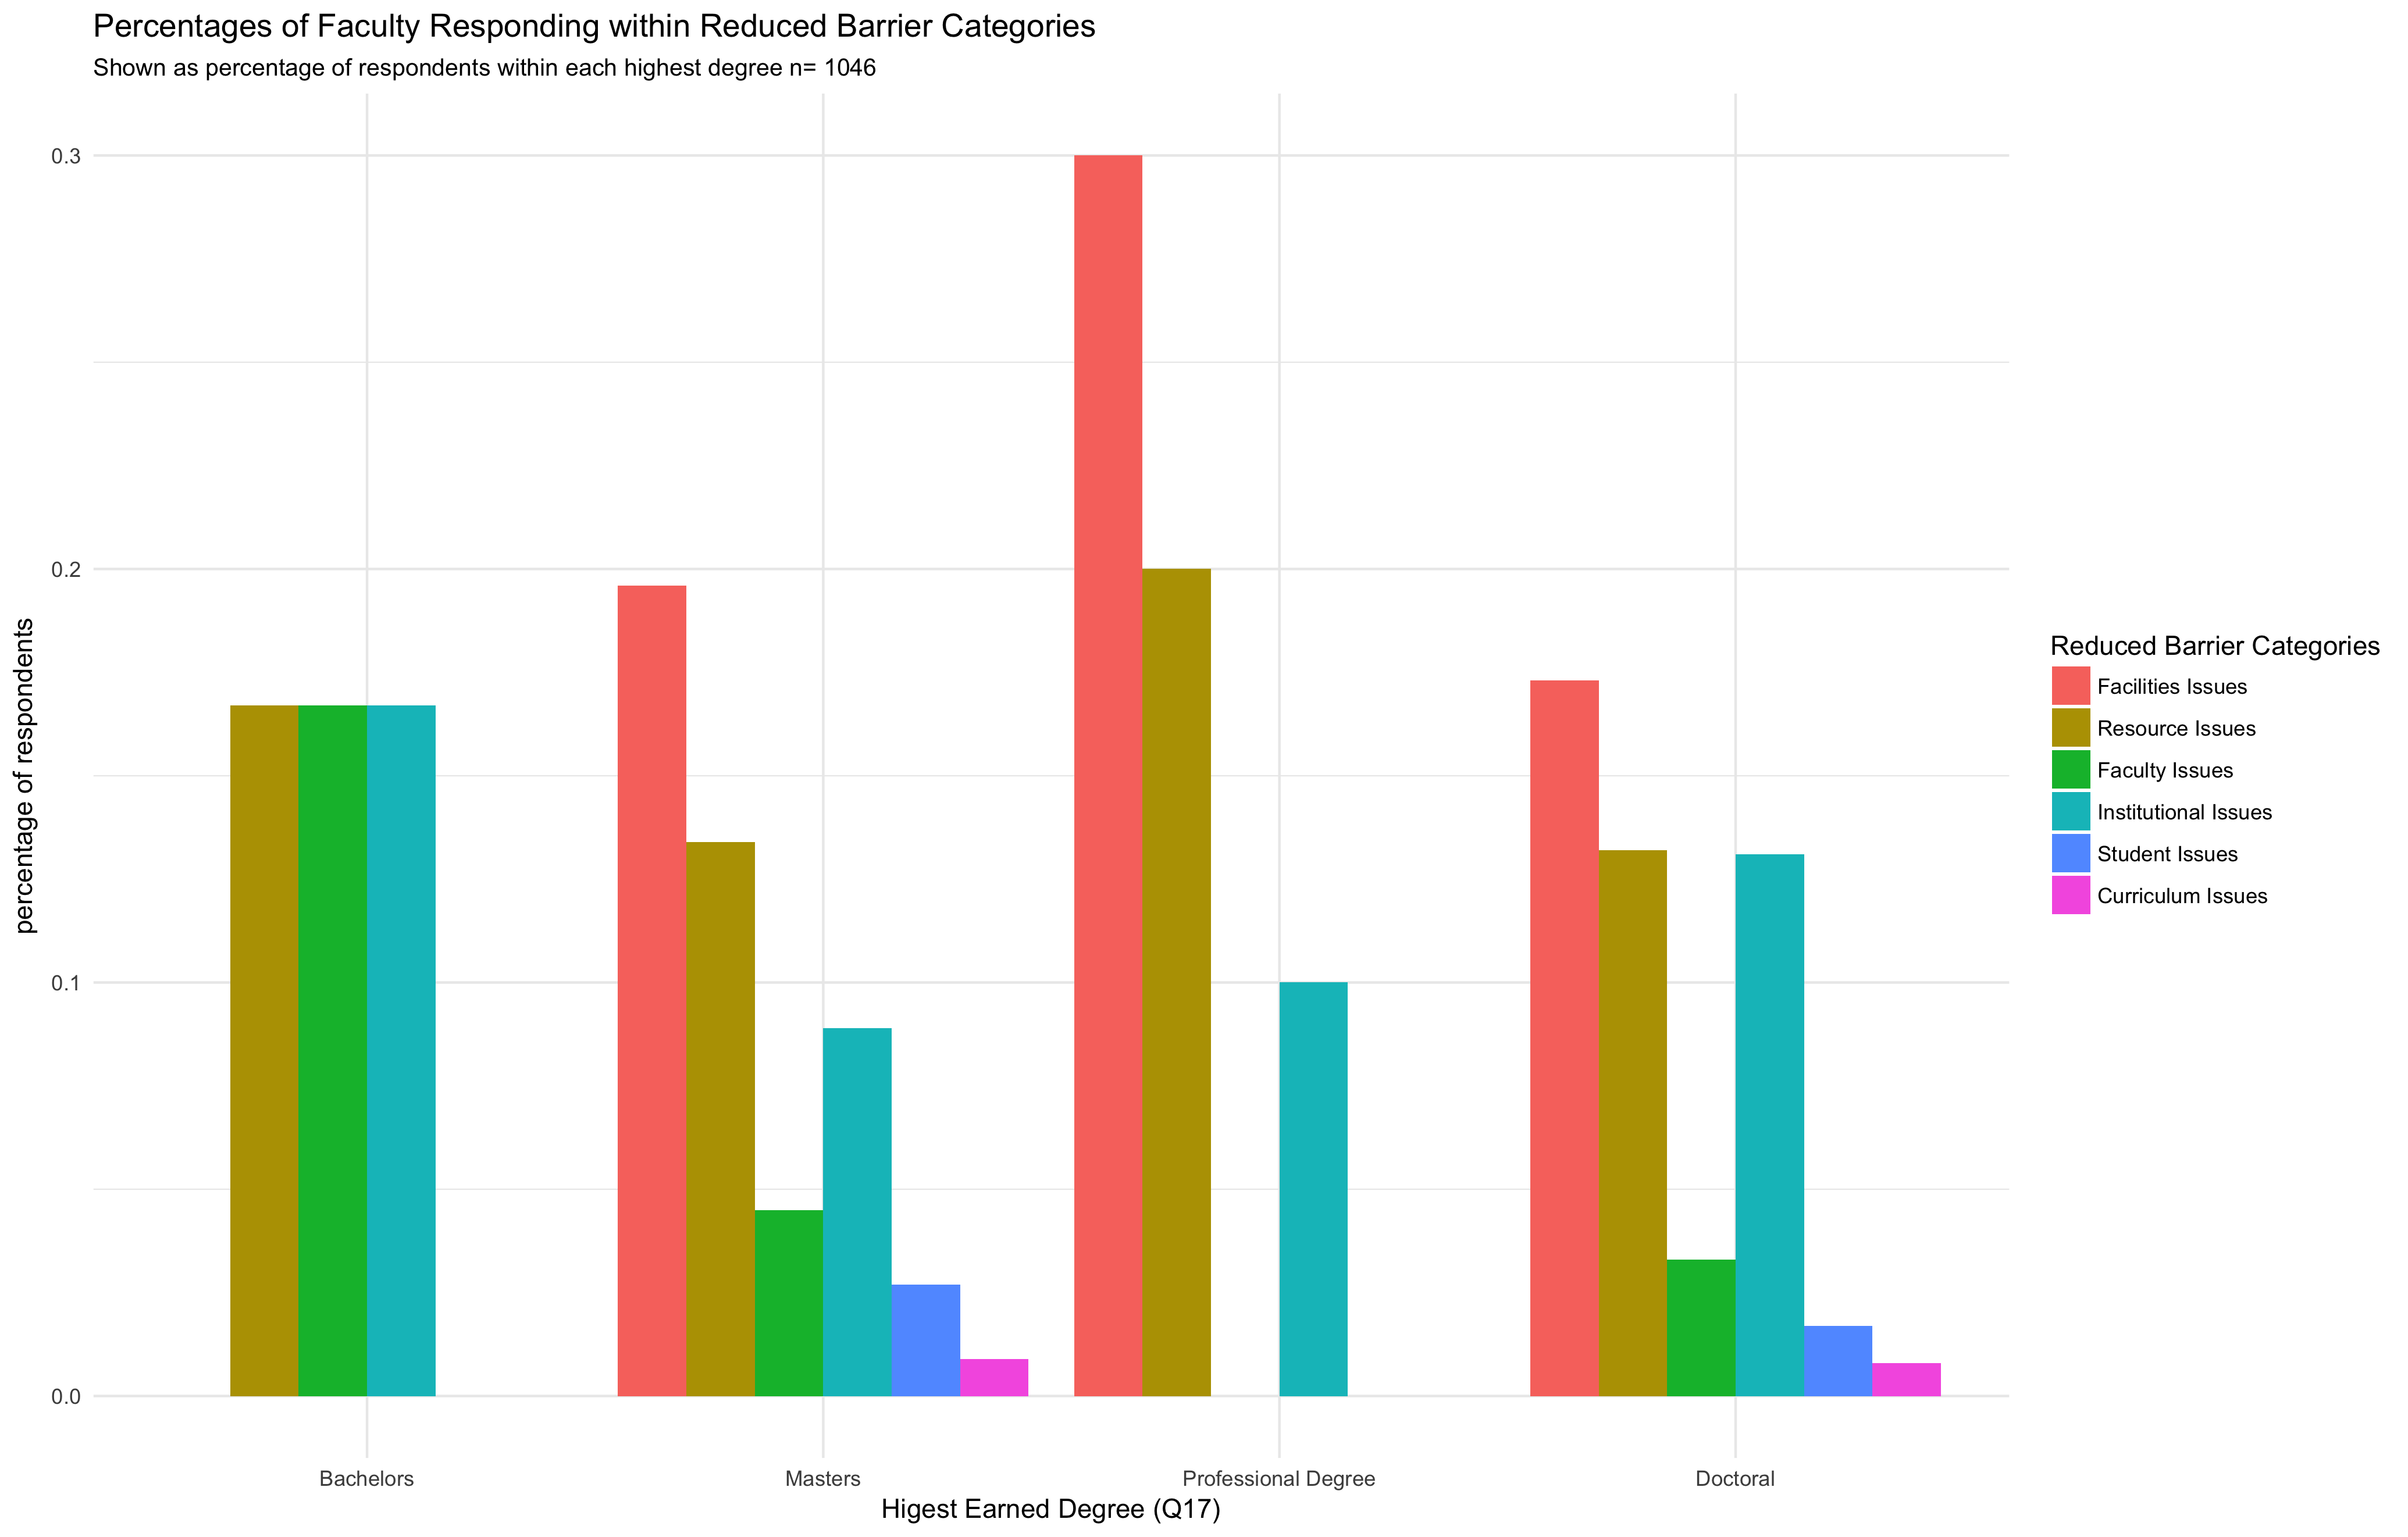 Percentages of Faculty Responding within Reduced Barrier Categories
Shown as percentage of respondents within each highest degree n= 1046
percentage of respondents
0.3
0.2
0.1
0.0
Bachelors
Masters
Professional Degree
Doctoral
Higest Earned Degree (Q17)
Reduced Barrier Categories
Facilities Issues
Resource Issues
Faculty Issues
Institutional Issues
Student Issues
Curriculum Issues